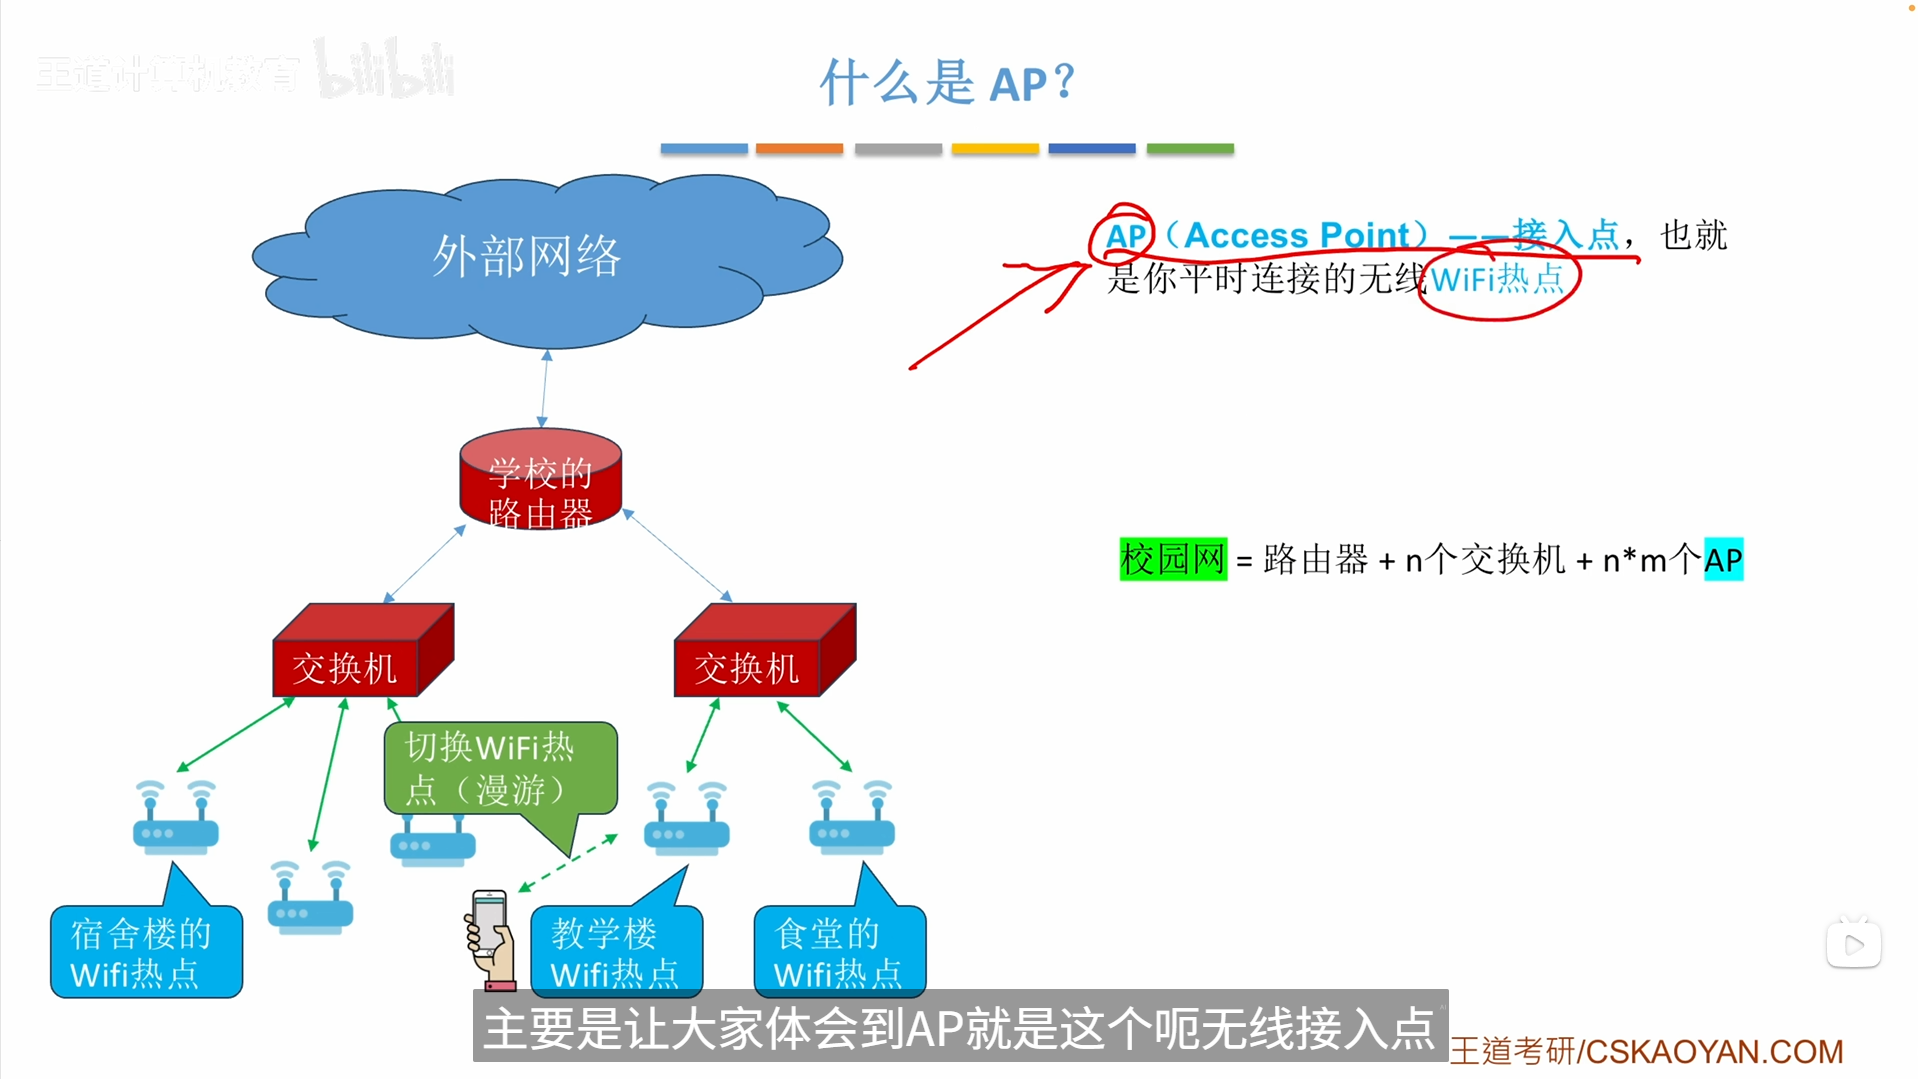 王道计算机教育 bilibili
什么是 AP？
外部网络
AP（Access Point）——接入点，也就
是你平时连接的无线WiFi热点
学校的
路由器
校园网 = 路由器 + n个交换机 + n*m个AP
交换机
交换机
切换WiFi热
点（漫游）
宿舍楼的
Wifi热点
教学楼
Wifi热点
食堂的
Wifi热点
主要是让大家体会到AP就是这个呃无线接入点
王道考研/CSKAOYAN.COM